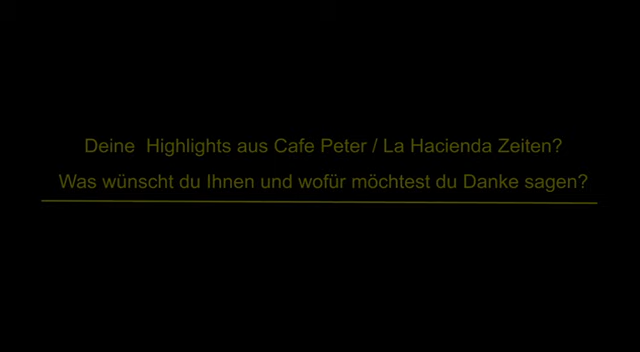 Deine  Highlights aus Cafe Peter / La Hacienda Zeiten?
Was wünscht du Ihnen und wofür möchtest du Danke sagen?